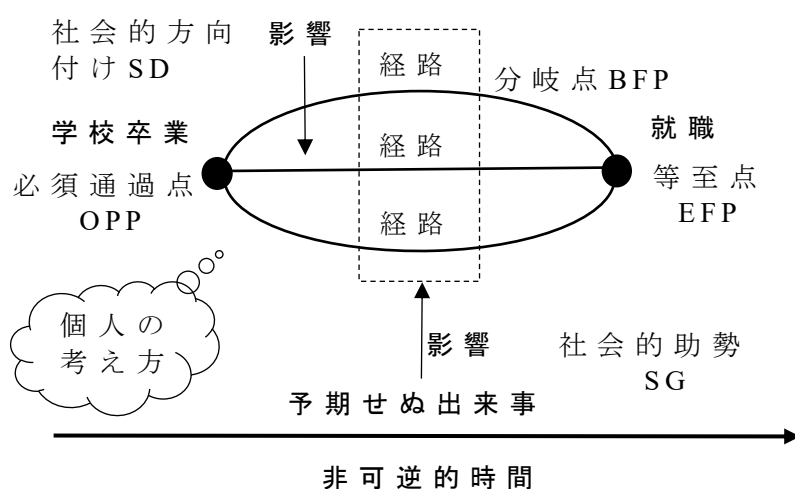 社会的方向
付けSD
影響
経路
分岐点BFP
学校卒業
経路
就職
必須通過点
OPP
等至点
EFP
経路
個人の
考え方
影響
社会的助勢
SG
予期せぬ出来事
非可逆的時間